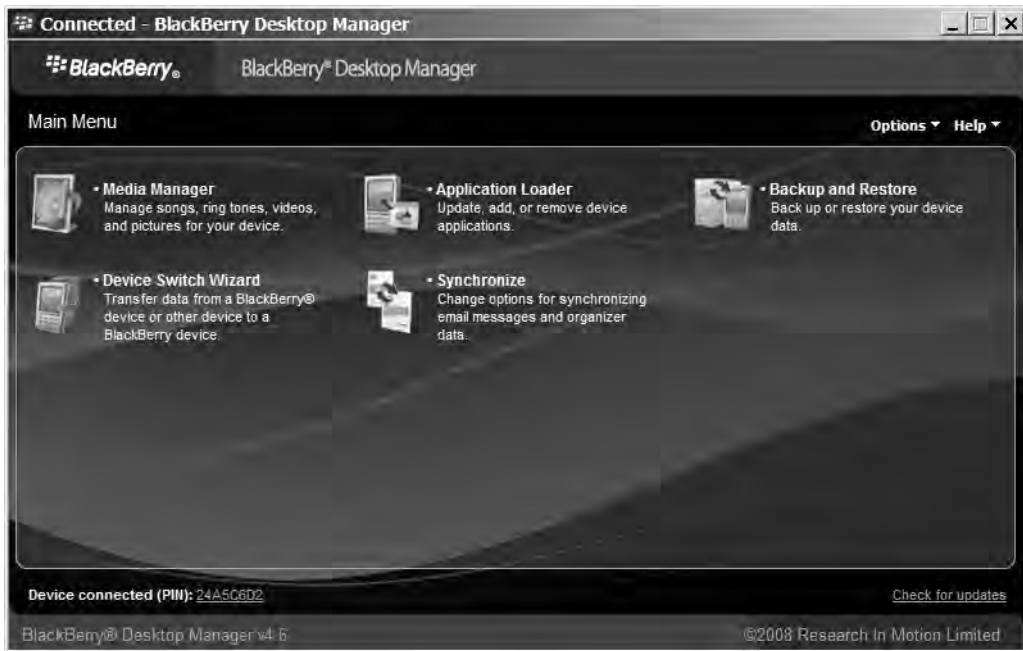 Connected - BlackBerry Desktop Manager
BlackBerry®
BlackBerry® Desktop Manager
Main Menu
Options
Help
• Media Manager
Manage songs, ring tones, videos,
and pictures for your device.
• Application Loader
Update, add, or remove device
applications.
• Backup and Restore
Back up or restore your device
data.
• Device Switch Wizard
Transfer data from a BlackBerry®
device or other device to a
BlackBerry device.
• Synchronize
Change options for synchronizing
email messages and organizer
data.
Device connected (PIN): 24A5C6D2
Check for updates
BlackBerry® Desktop Manager v4.6
©2008 Research In Motion Limited